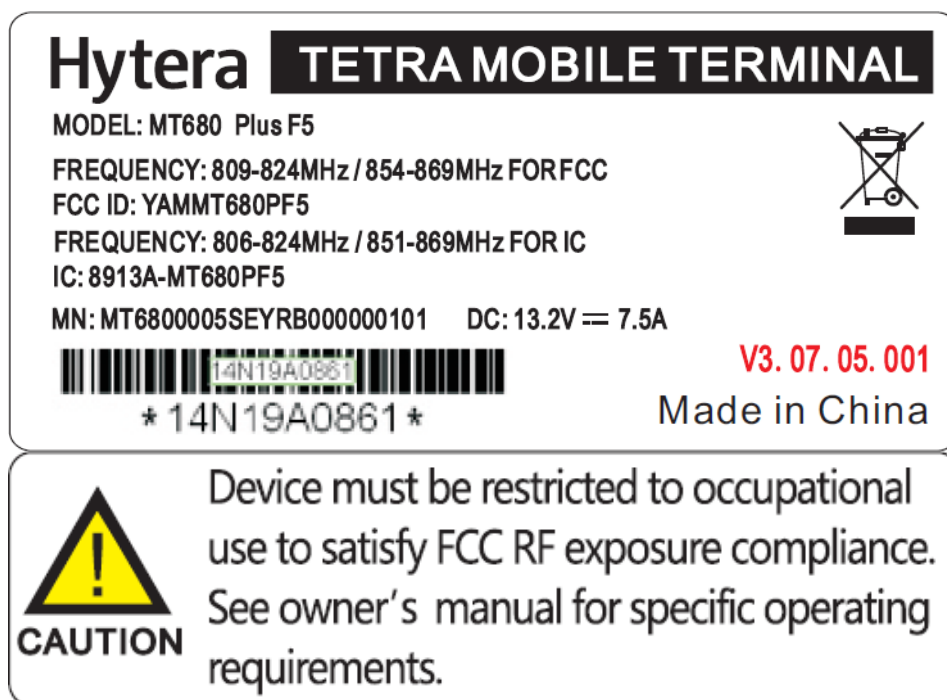 Hytera TETRA MOBILE TERMINAL
MODEL: MT680 Plus F5
FREQUENCY: 809-824MHz / 854-869MHz FOR FCC
FCC ID: YAMMT680PF5
FREQUENCY: 806-824MHz / 851-869MHz FOR IC
IC: 8913A-MT680PF5
MN: MT6800005SEYRB000000101 DC: 13.2V ⎓ 7.5A
14N19A0861
V3. 07. 05. 001
*14N19A0861*
Made in China
Device must be restricted to occupational
use to satisfy FCC RF exposure compliance.
See owner's manual for specific operating
requirements.
!
CAUTION